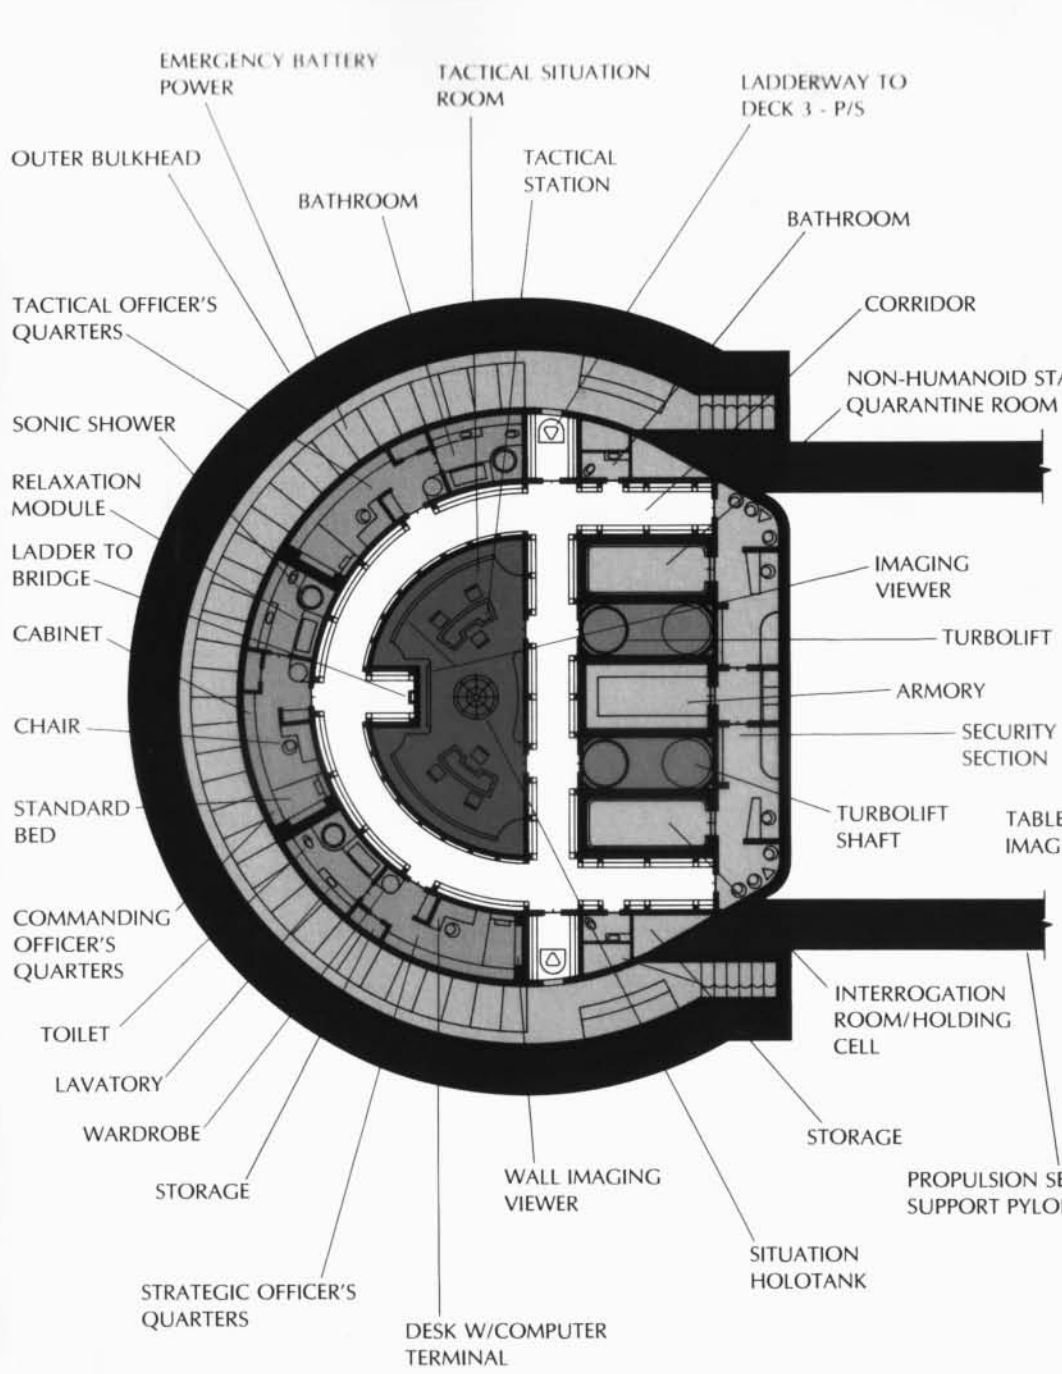 EMERGENCY BATTERY
POWER
TACTICAL SITUATION
ROOM
LADDERWAY TO
DECK 3 - P/S
OUTER BULKHEAD
TACTICAL
STATION
BATHROOM
BATHROOM
TACTICAL OFFICER'S
QUARTERS
CORRIDOR
NON-HUMANOID STA
QUARANTINE ROOM
SONIC SHOWER
RELAXATION
MODULE
LADDER TO
BRIDGE
IMAGING
VIEWER
CABINET
TURBOLIFT
ARMORY
CHAIR
SECURITY
SECTION
STANDARD
BED
TURBOLIFT
SHAFT
TABLE
IMAG
COMMANDING
OFFICER'S
QUARTERS
INTERROGATION
ROOM/HOLDING
CELL
TOILET
LAVATORY
WARDROBE
STORAGE
STORAGE
WALL IMAGING
VIEWER
PROPULSION SE
SUPPORT PYLO
SITUATION
HOLOTANK
STRATEGIC OFFICER'S
QUARTERS
DESK W/COMPUTER
TERMINAL